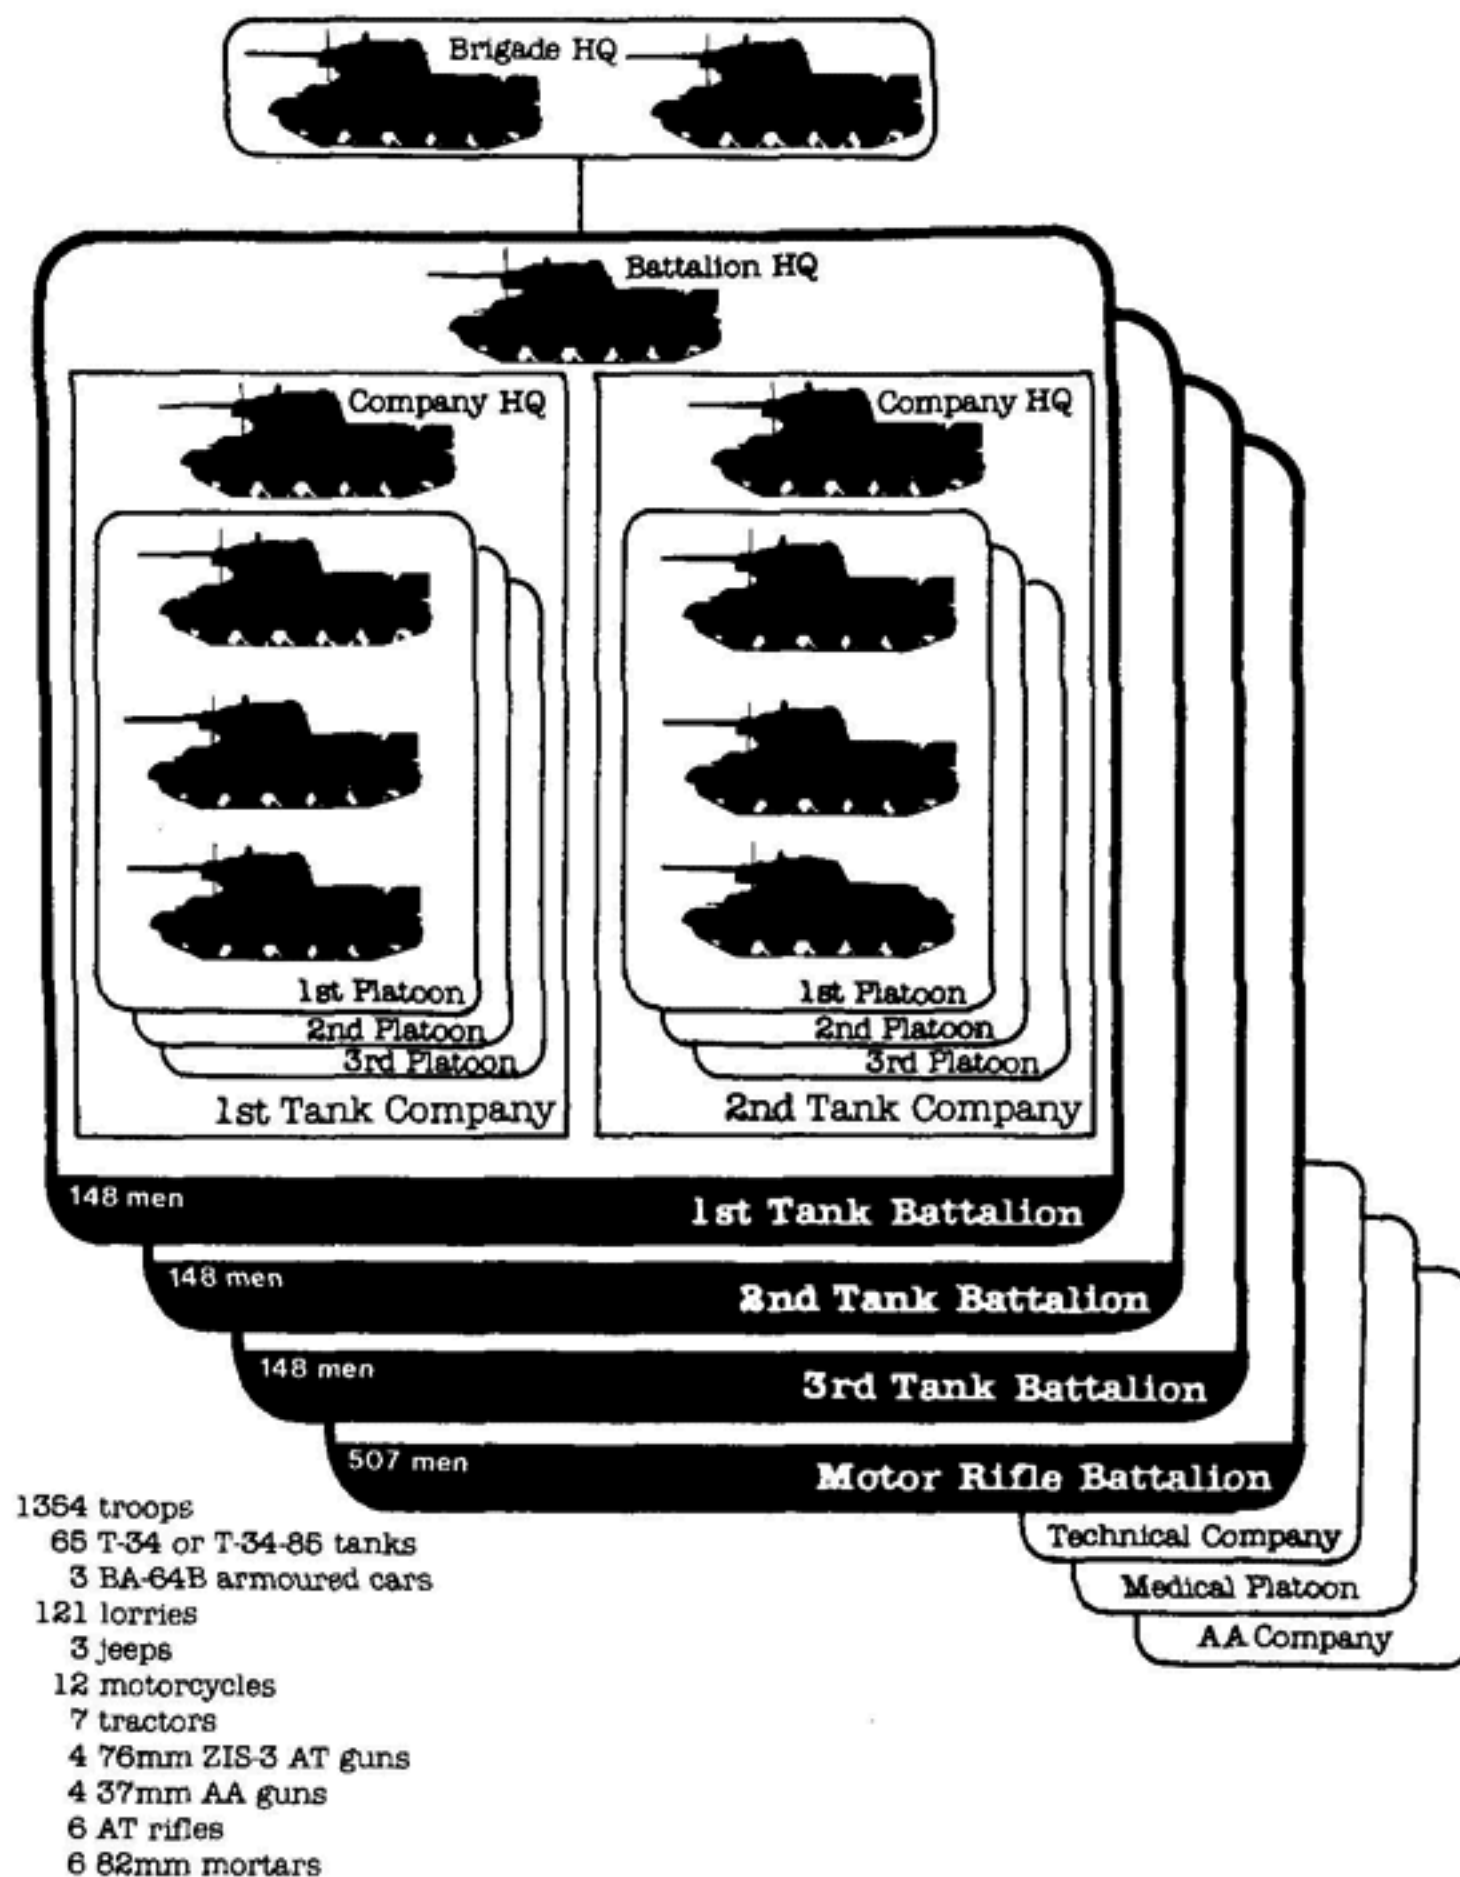 Brigade HQ
Battalion HQ
Company HQ
Company HQ
1st Platoon
2nd Platoon
3rd Platoon
1st Tank Company
1st Platoon
2nd Platoon
3rd Platoon
2nd Tank Company
148 men
1st Tank Battalion
148 men
2nd Tank Battalion
148 men
3rd Tank Battalion
507 men
Motor Rifle Battalion
Technical Company
Medical Platoon
AA Company
1354 troops
65 T-34 or T-34-85 tanks
3 BA-64B armoured cars
121 lorries
3 jeeps
12 motorcycles
7 tractors
4 76mm ZIS-3 AT guns
4 37mm AA guns
6 AT rifles
6 82mm mortars